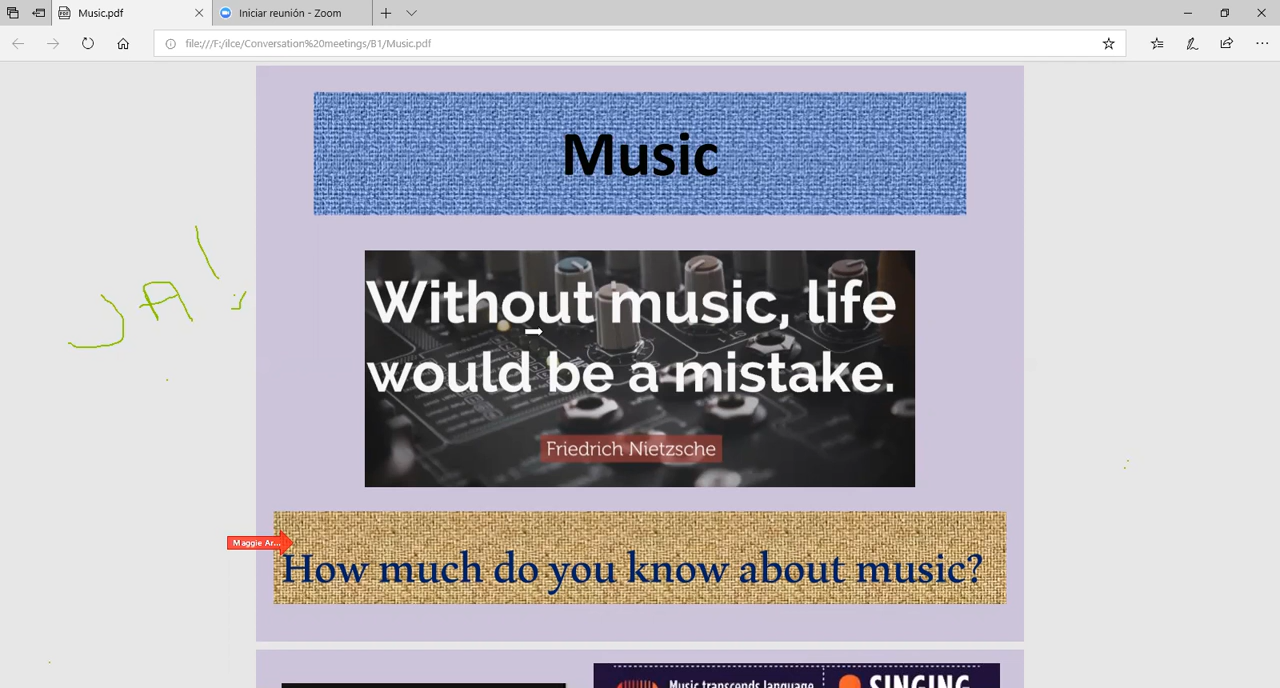 Music.pdf
Iniciar reunión - Zoom
file:///F:/ilce/Conversation%20meetings/B1/Music.pdf
Music
JA
Without music, life
would be a mistake.
Friedrich Nietzsche
Maggie Ar...
How much do you know about music?
Music transcends language
SINGING